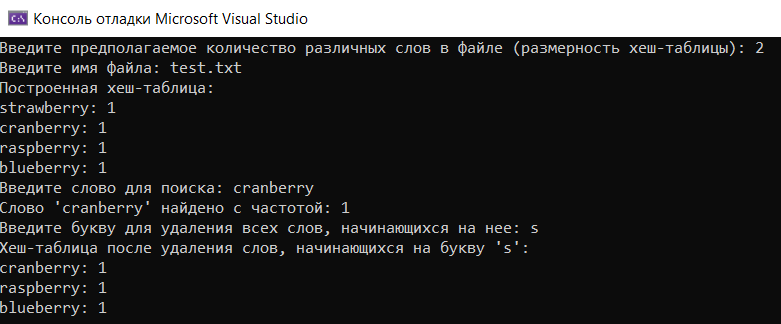 Консоль отладки Microsoft Visual Studio
Введите предполагаемое количество различных слов в файле (размерность хеш-таблицы): 2
Введите имя файла: test.txt
Построенная хеш-таблица:
strawberry: 1
cranberry: 1
raspberry: 1
blueberry: 1
Введите слово для поиска: cranberry
Слово 'cranberry' найдено с частотой: 1
Введите букву для удаления всех слов, начинающихся на нее: s
Хеш-таблица после удаления слов, начинающихся на букву 's':
cranberry: 1
raspberry: 1
blueberry: 1